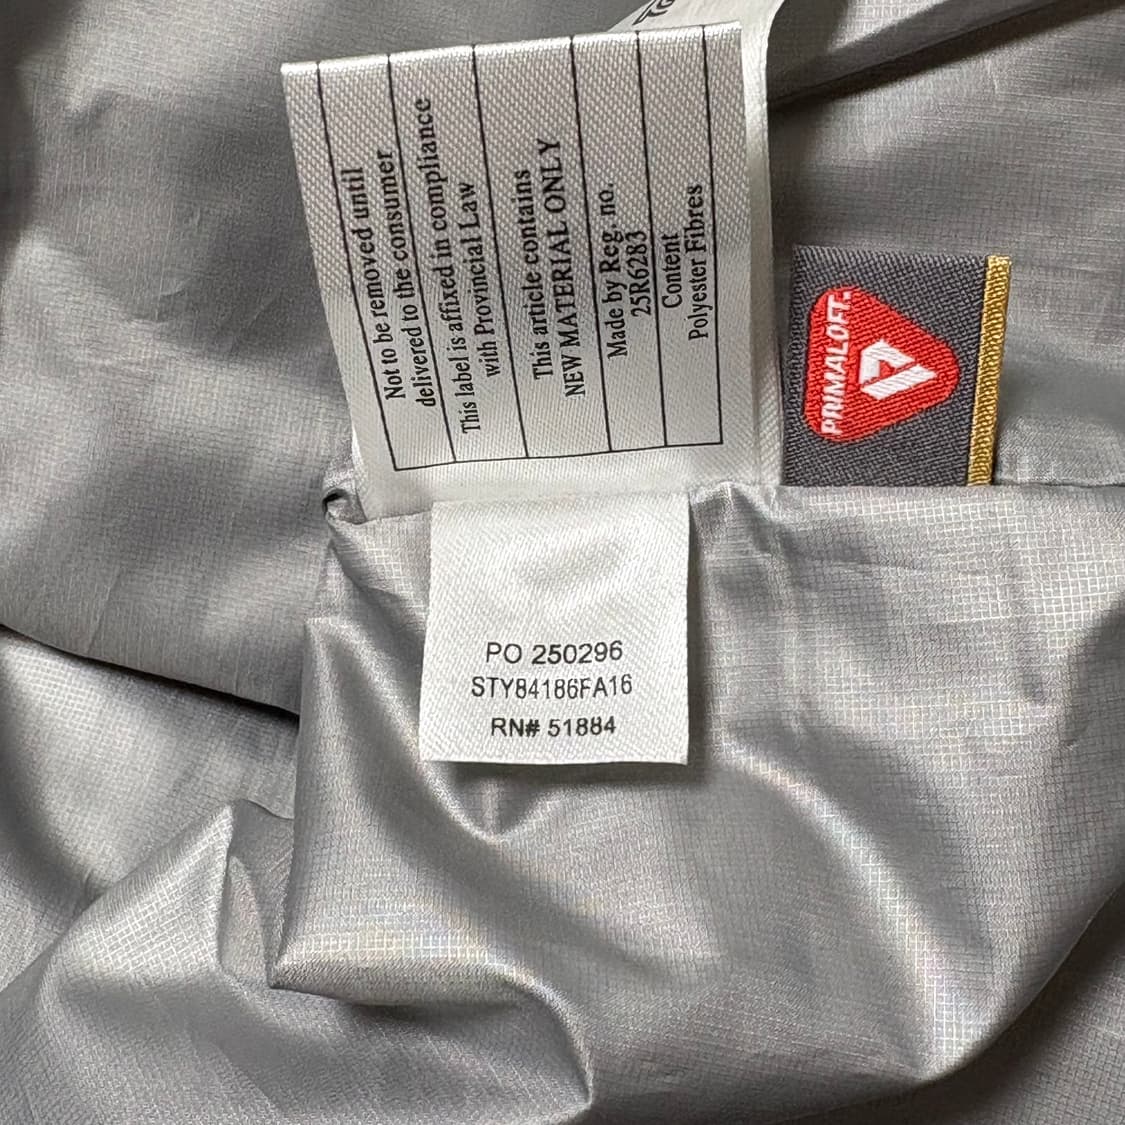 Not to be removed until
delivered to the consumer
This label is affixed in compliance
with Provincial Law
This article contains
NEW MATERIAL ONLY
Made by Reg. no.
25R6283
Content
Polyester Fibres
PRIMALOFT
PO 250296
STY84186FA16
RN# 51884